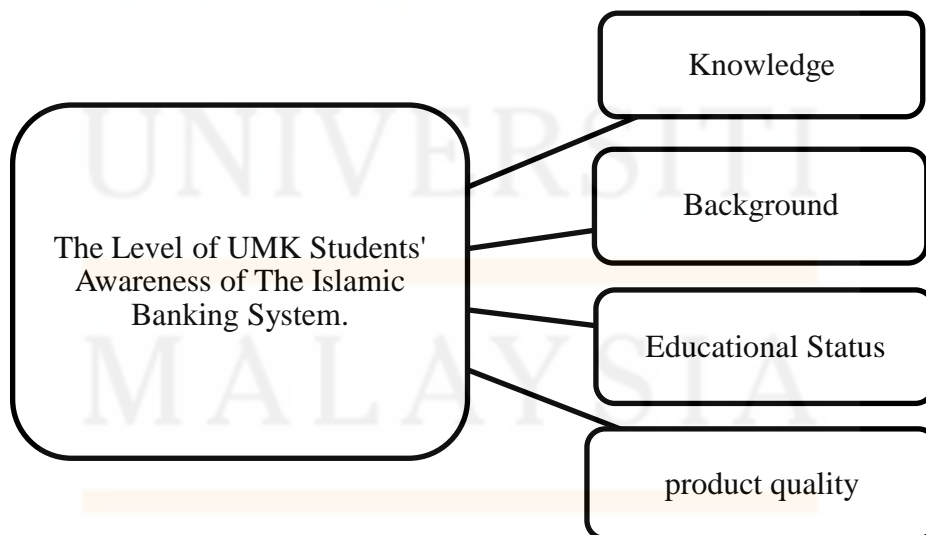 Knowledge
Background
The Level of UMK Students'
Awareness of The Islamic
Banking System.
Educational Status
product quality
UNIVERSITI
MALAYSIA